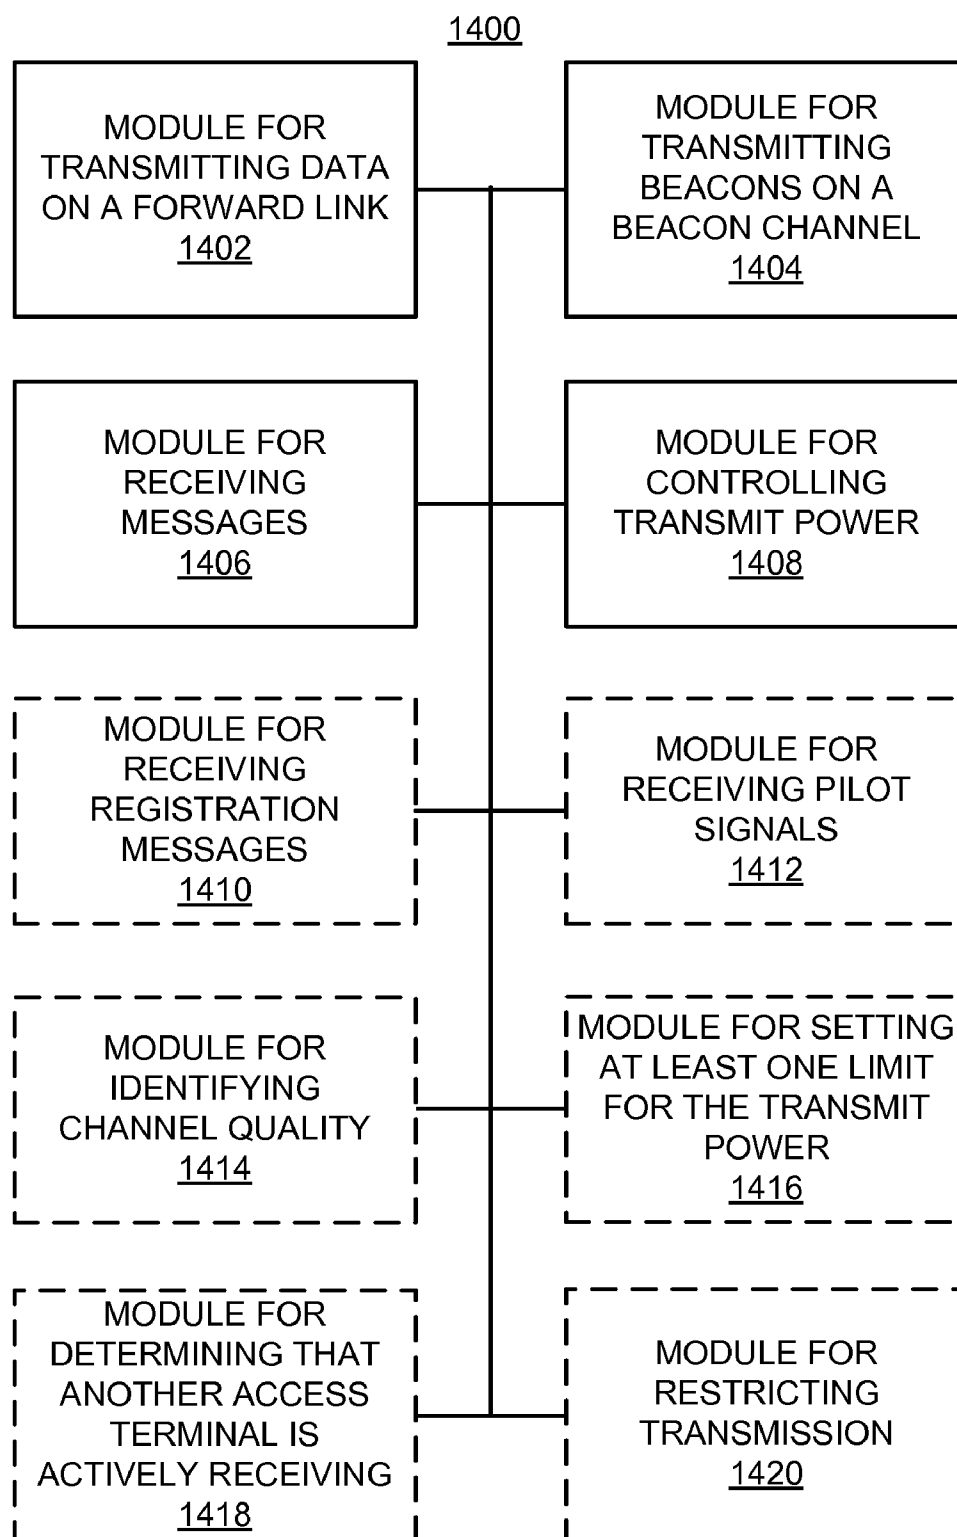 1400
MODULE FOR
TRANSMITTING DATA
ON A FORWARD LINK
1402
MODULE FOR
TRANSMITTING
BEACONS ON A
BEACON CHANNEL
1404
MODULE FOR
RECEIVING
MESSAGES
1406
MODULE FOR
CONTROLLING
TRANSMIT POWER
1408
MODULE FOR
RECEIVING
REGISTRATION
MESSAGES
1410
MODULE FOR
RECEIVING PILOT
SIGNALS
1412
MODULE FOR
IDENTIFYING
CHANNEL QUALITY
1414
MODULE FOR SETTING
AT LEAST ONE LIMIT
FOR THE TRANSMIT
POWER
1416
MODULE FOR
DETERMINING THAT
ANOTHER ACCESS
TERMINAL IS
ACTIVELY RECEIVING
1418
MODULE FOR
RESTRICTING
TRANSMISSION
1420